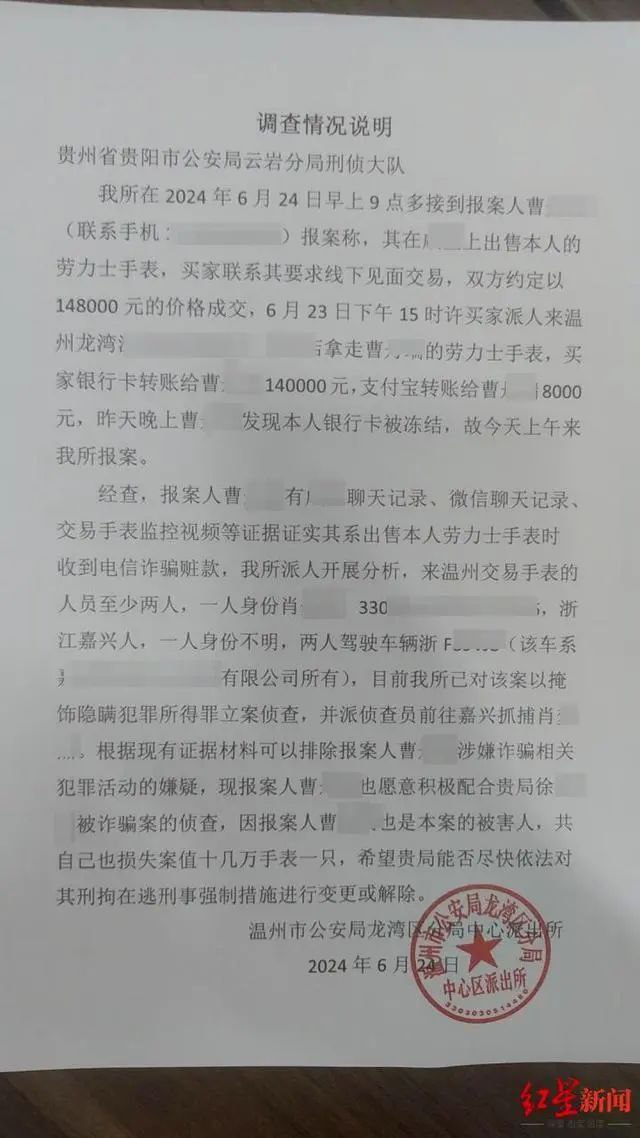 调查情况说明
贵州省贵阳市公安局云岩分局刑侦大队
我所在 2024 年 6 月 24 日早上 9 点多接到报案人曹
（联系手机：）报案称，其在上出售本人的
劳力士手表，买家联系其要求线下见面交易，双方约定以
148000 元的价格成交，6 月 23 日下午 15 时许买家派人来温
州龙湾 后拿走曹的劳力士手表，买
家银行卡转账给曹 140000 元，支付宝转账给曹 8000
元，昨天晚上曹发现本人银行卡被冻结，故今天上午来
我所报案。
经查，报案人曹有聊天记录、微信聊天记录、
交易手表监控视频等证据证实其系出售本人劳力士手表时
收到电信诈骗赃款，我所派人开展分析，来温州交易手表的
人员至少两人，一人身份肖 330，浙
江嘉兴人，一人身份不明，两人驾驶车辆浙 F（该车系
有限公司所有），目前我所已对该案以掩
饰隐瞒犯罪所得罪立案侦查，并派侦查员前往嘉兴抓捕肖
。根据现有证据材料可以排除报案人曹涉嫌诈骗相关
犯罪活动的嫌疑，现报案人曹也愿意积极配合贵局徐
被诈骗案的侦查，因报案人曹也是本案的被害人，共
自己也损失案值十几万手表一只，希望贵局能否尽快依法对
其刑拘在逃刑事强制措施进行变更或解除。
温州市公安局龙湾区分局中心派出所
2024 年 6 月 24 日
温州市公安局龙湾区分局
中心区派出所
红星新闻